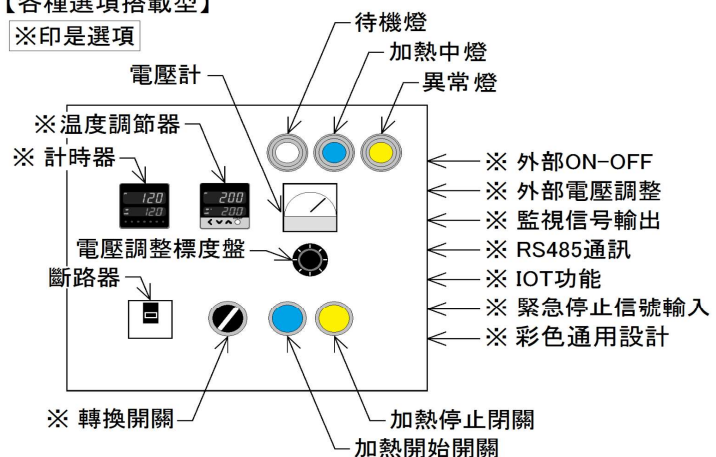 【各種選項搭載型】
※印是選項
待機燈
加熱中燈
異常燈
電壓計
※温度調節器
※ 計時器
120
120
200
200
電壓調整標度盤
斷路器
※ 外部ON-OFF
※ 外部電壓調整
※ 監視信号輸出
※ RS485通訊
※ IOT功能
※ 緊急停止信號輸入
※ 彩色通用設計
※ 轉換開關
加熱停止閉關
加熱開始開關